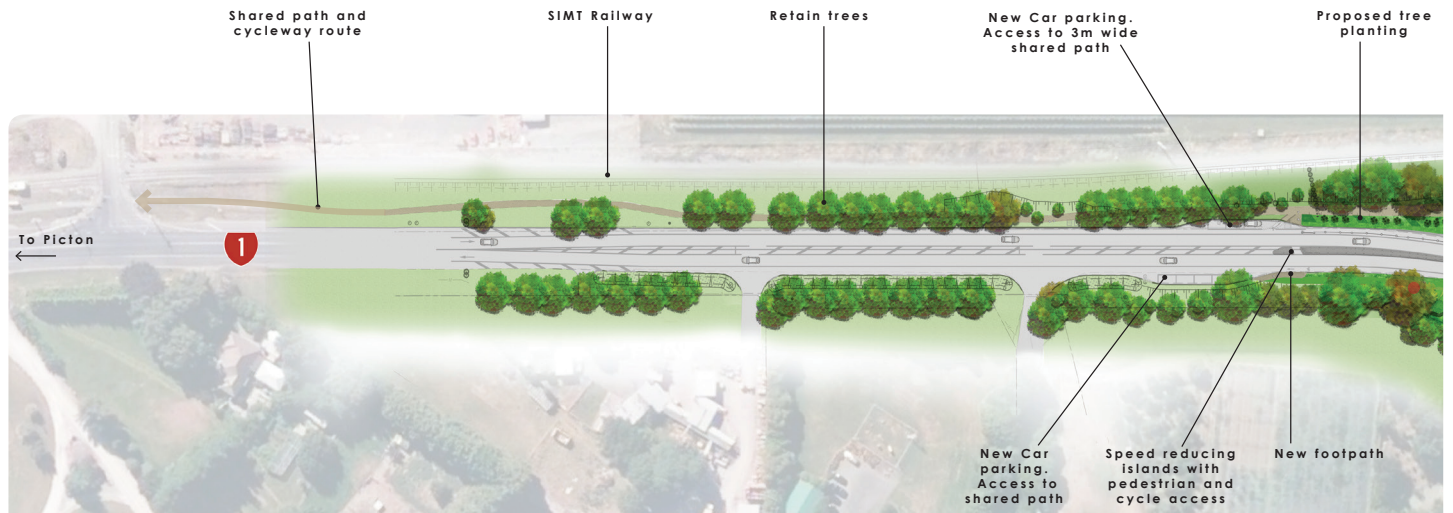 Shared path and
cycleway route
SIMT Railway
Retain trees
New Car parking.
Access to 3m wide
shared path
Proposed tree
planting
To Picton
1
New Car
parking.
Access to
shared path
Speed reducing
islands with
pedestrian and
cycle access
New footpath